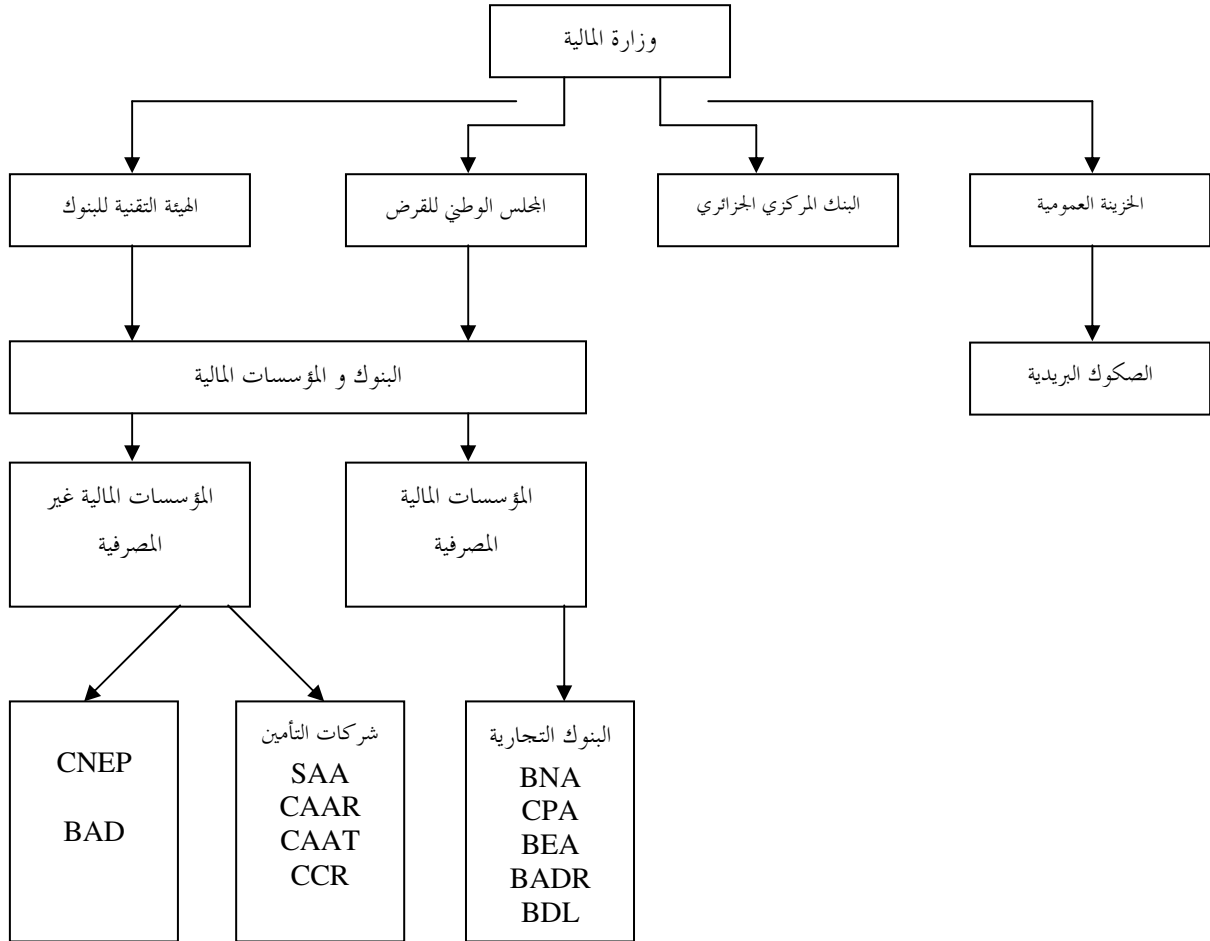 وزارة المالية
الهيئة التقنية للبنوك
المجلس الوطني للقرض
البنك المركزي الجزائري
الخزينة العمومية
البنوك و المؤسسات المالية
الصكوك البريدية
المؤسسات المالية غير
المصرفية
المؤسسات المالية
المصرفية
CNEP
BAD
شركات التأمين
SAA
CAAR
CAAT
CCR
البنوك التجارية
BNA
CPA
BEA
BADR
BDL